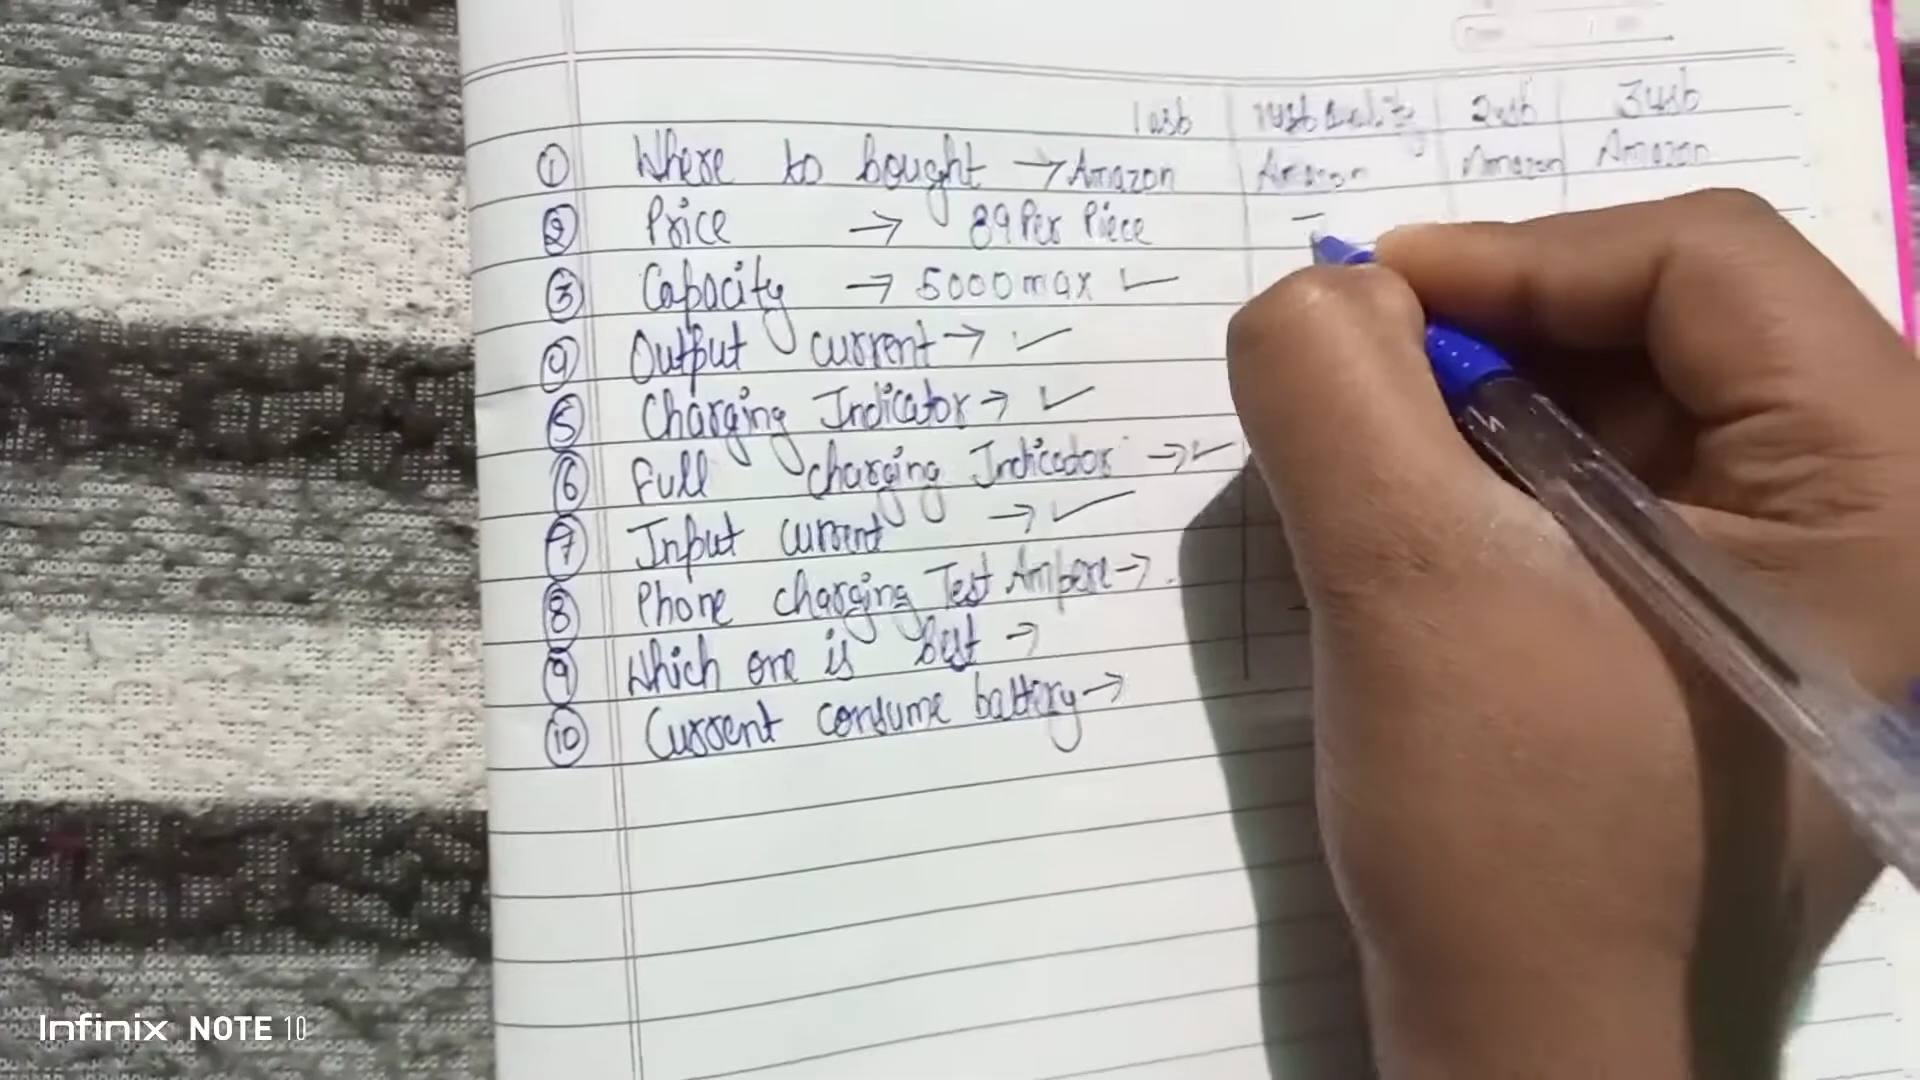 1usb 1usb Quality 2usb 3usb
① Where to bought → Amazon Amazon Amazon Amazon
② Price → 89 Per Piece
③ Capacity → 5000 max ✓
④ Output current → ✓
⑤ Charging Indicator → ✓
⑥ Full charging Indicator → ✓
⑦ Input current → ✓
⑧ Phone charging Test Ampere →
⑨ Which one is best →
⑩ Current consume battery →
Infinix NOTE 10